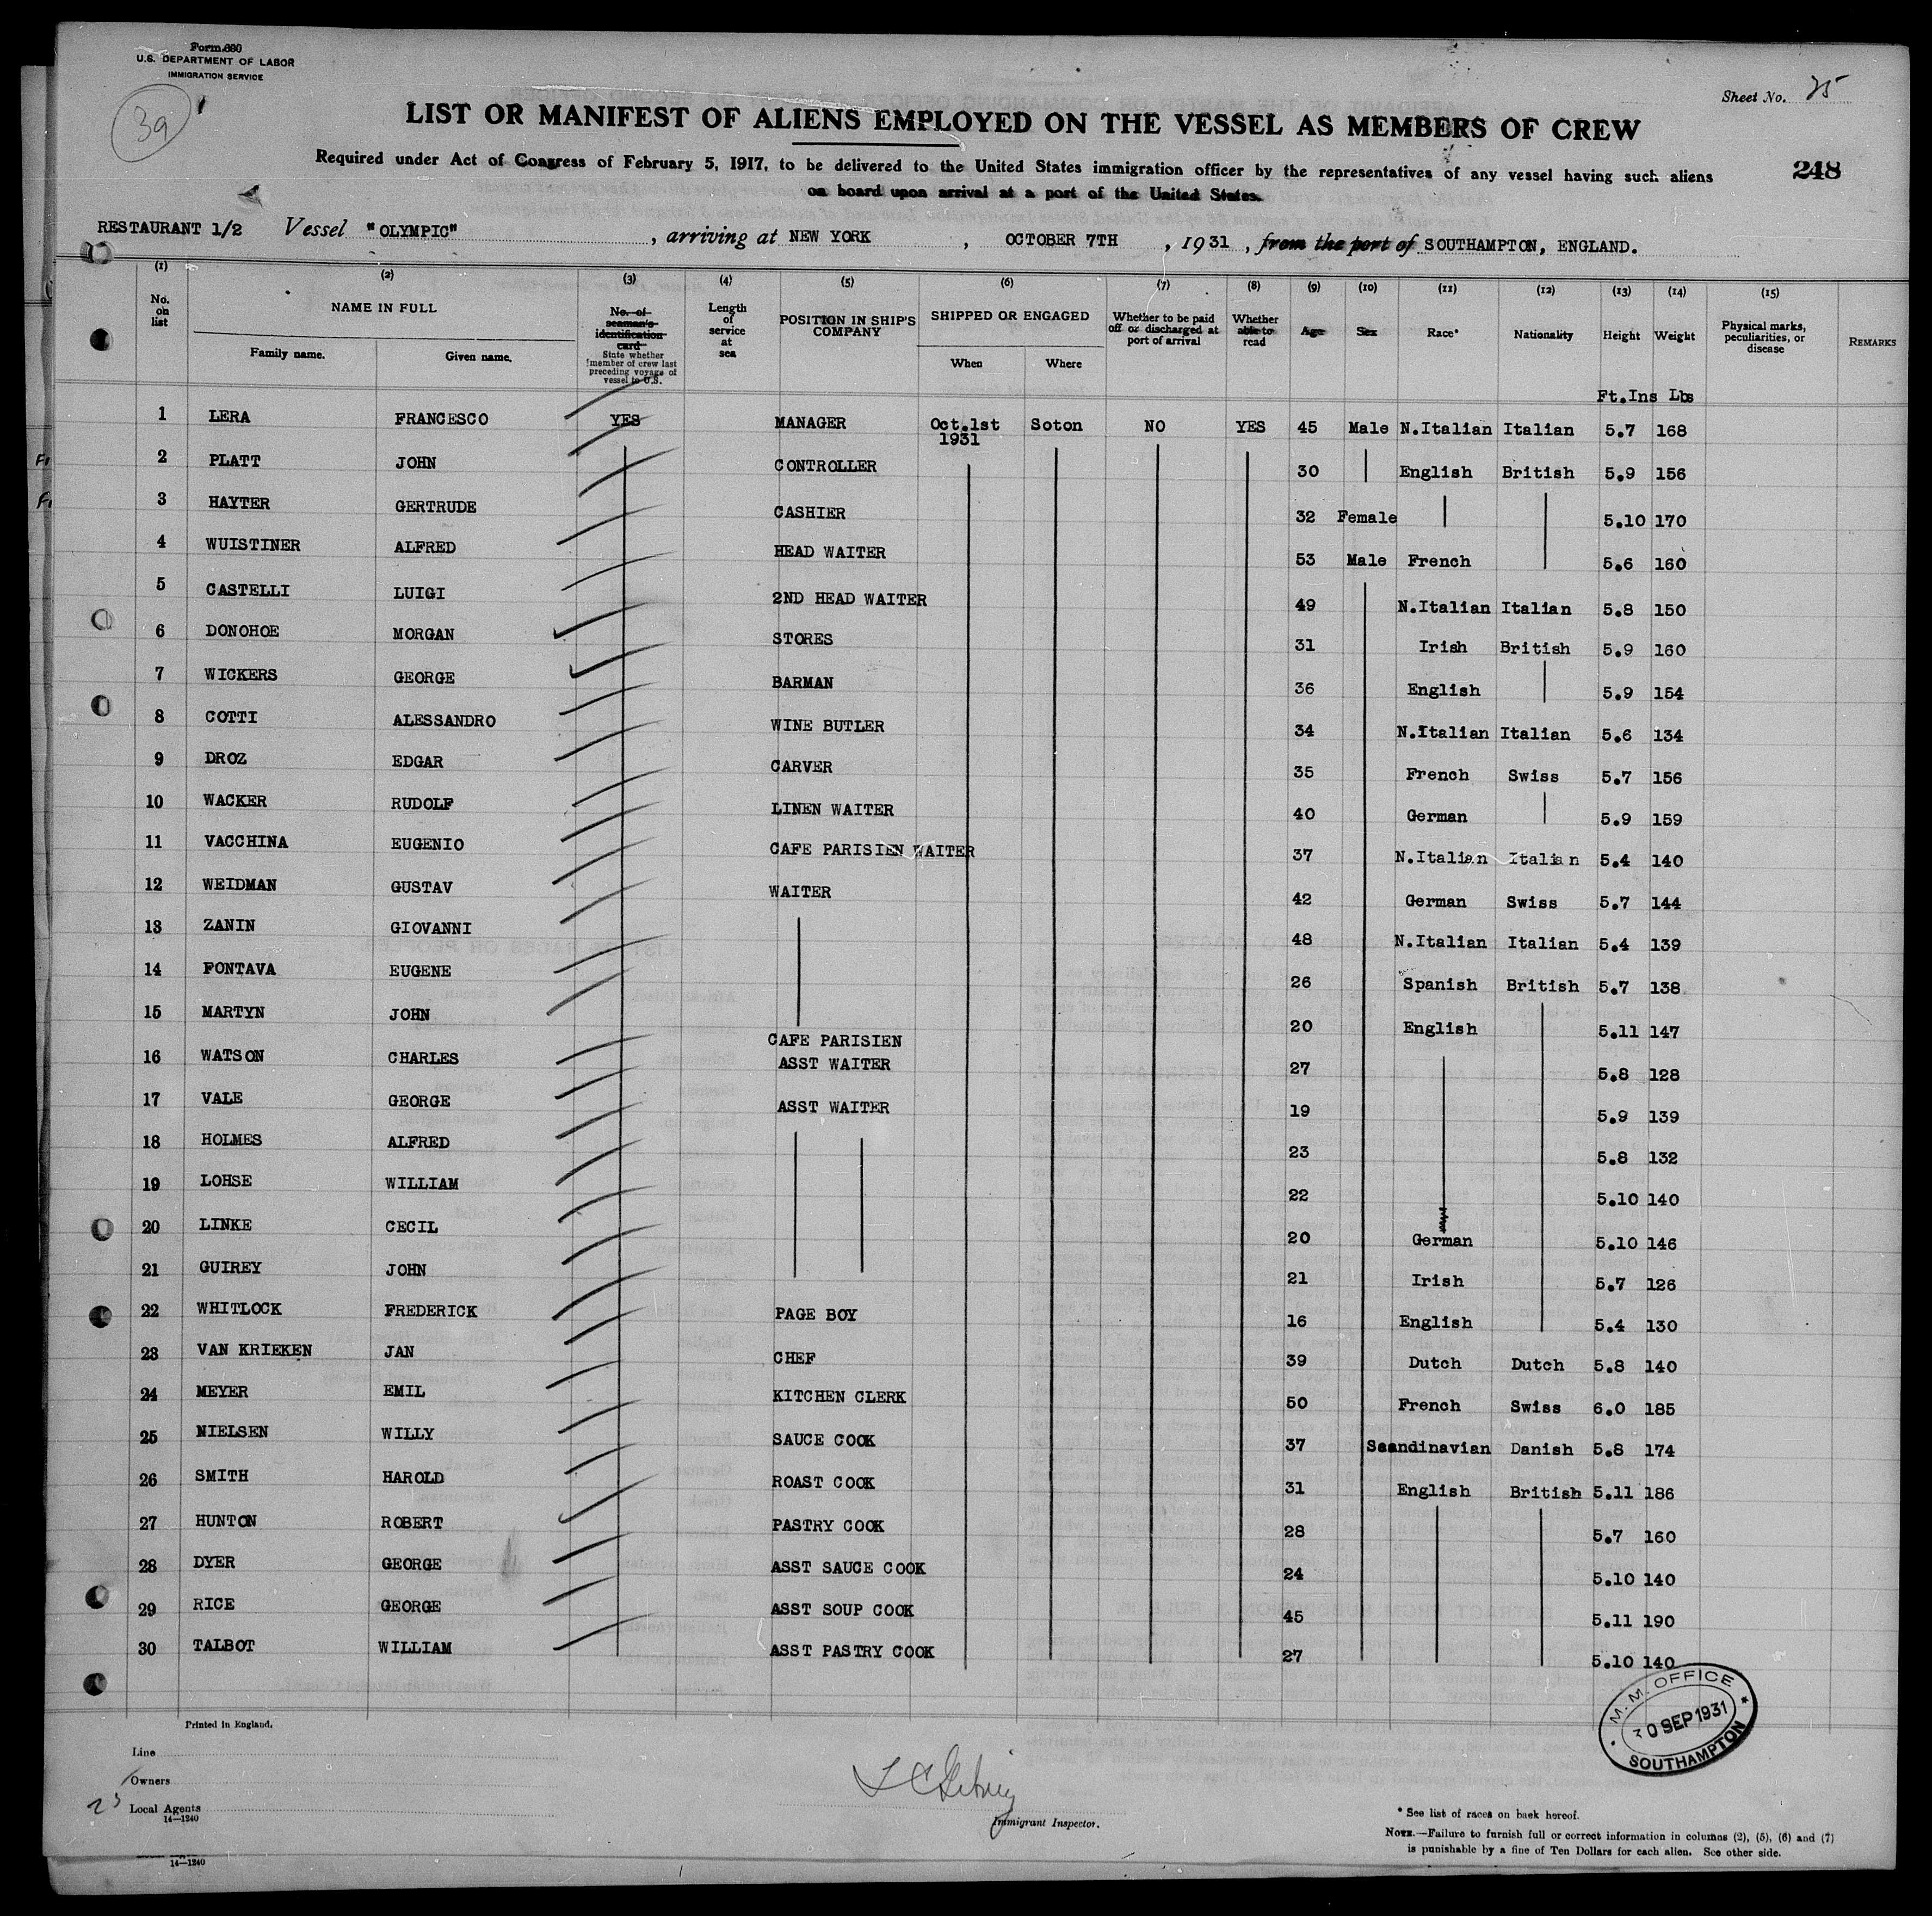 Form 680
U.S. DEPARTMENT OF LABOR
IMMIGRATION SERVICE
3a
Sheet No. 25
LIST OR MANIFEST OF ALIENS EMPLOYED ON THE VESSEL AS MEMBERS OF CREW
Required under Act of Congress of February 5, 1917, to be delivered to the United States immigration officer by the representatives of any vessel having such aliens
on board upon arrival at a port of the United States.
248
RESTAURANT 1/2 Vessel "OLYMPIC", arriving at NEW YORK, OCTOBER 7TH, 1931, from the port of SOUTHAMPTON, ENGLAND.
(1) (2) (3) (4) (5) (6) (7) (8) (9) (10) (11) (12) (13) (14) (15)
No. on list
NAME IN FULL
Family name. Given name.
No. of seaman's identification card
State whether member of crew last preceding voyage of vessel to U.S.
Length of service at sea
POSITION IN SHIP'S COMPANY
SHIPPED OR ENGAGED
When Where
Whether to be paid off or discharged at port of arrival
Whether able to read
Age
Sex
Race*
Nationality
Height
Weight
Physical marks, peculiarities, or disease
REMARKS
Ft.Ins Lbs
1 LERA FRANCESCO YES MANAGER Oct.1st 1931 Soton NO YES 45 Male N.Italian Italian 5.7 168
2 PLATT JOHN CONTROLLER 30 English British 5.9 156
3 HAYTER GERTRUDE CASHIER 32 Female 5.10 170
4 WUISTINER ALFRED HEAD WAITER 53 Male French 5.6 160
5 CASTELLI LUIGI 2ND HEAD WAITER 49 N.Italian Italian 5.8 150
6 DONOHOE MORGAN STORES 31 Irish British 5.9 160
7 WICKERS GEORGE BARMAN 36 English 5.9 154
8 COTTI ALESSANDRO WINE BUTLER 34 N.Italian Italian 5.6 134
9 DROZ EDGAR CARVER 35 French Swiss 5.7 156
10 WACKER RUDOLF LINEN WAITER 40 German 5.9 159
11 VACCHINA EUGENIO CAFE PARISIEN WAITER 37 N.Italian Italian 5.4 140
12 WEIDMAN GUSTAV WAITER 42 German Swiss 5.7 144
13 ZANIN GIOVANNI 48 N.Italian Italian 5.4 139
14 FONTAVA EUGENE 26 Spanish British 5.7 138
15 MARTYN JOHN 20 English 5.11 147
16 WATSON CHARLES CAFE PARISIEN ASST WAITER 27 5.8 128
17 VALE GEORGE ASST WAITER 19 5.9 139
18 HOLMES ALFRED 23 5.8 132
19 LOHSE WILLIAM 22 5.10 140
20 LINKE CECIL 20 German 5.10 146
21 GUIREY JOHN 21 Irish 5.7 126
22 WHITLOCK FREDERICK PAGE BOY 16 English 5.4 130
23 VAN KRIEKEN JAN CHEF 39 Dutch Dutch 5.8 140
24 MEYER EMIL KITCHEN CLERK 50 French Swiss 6.0 185
25 NIELSEN WILLY SAUCE COOK 37 Scandinavian Danish 5.8 174
26 SMITH HAROLD ROAST COOK 31 English British 5.11 186
27 HUNTON ROBERT PASTRY COOK 28 5.7 160
28 DYER GEORGE ASST SAUCE COOK 24 5.10 140
29 RICE GEORGE ASST SOUP COOK 45 5.11 190
30 TALBOT WILLIAM ASST PASTRY COOK 27 5.10 140
M.M. OFFICE
30 SEP 1931
SOUTHAMPTON
Printed in England.
Line
Owners
Local Agents
14—1240
Immigrant Inspector.
* See list of races on back hereof.
NOTE.—Failure to furnish full or correct information in columns (2), (5), (6) and (7)
is punishable by a fine of Ten Dollars for each alien. See other side.
14—1240